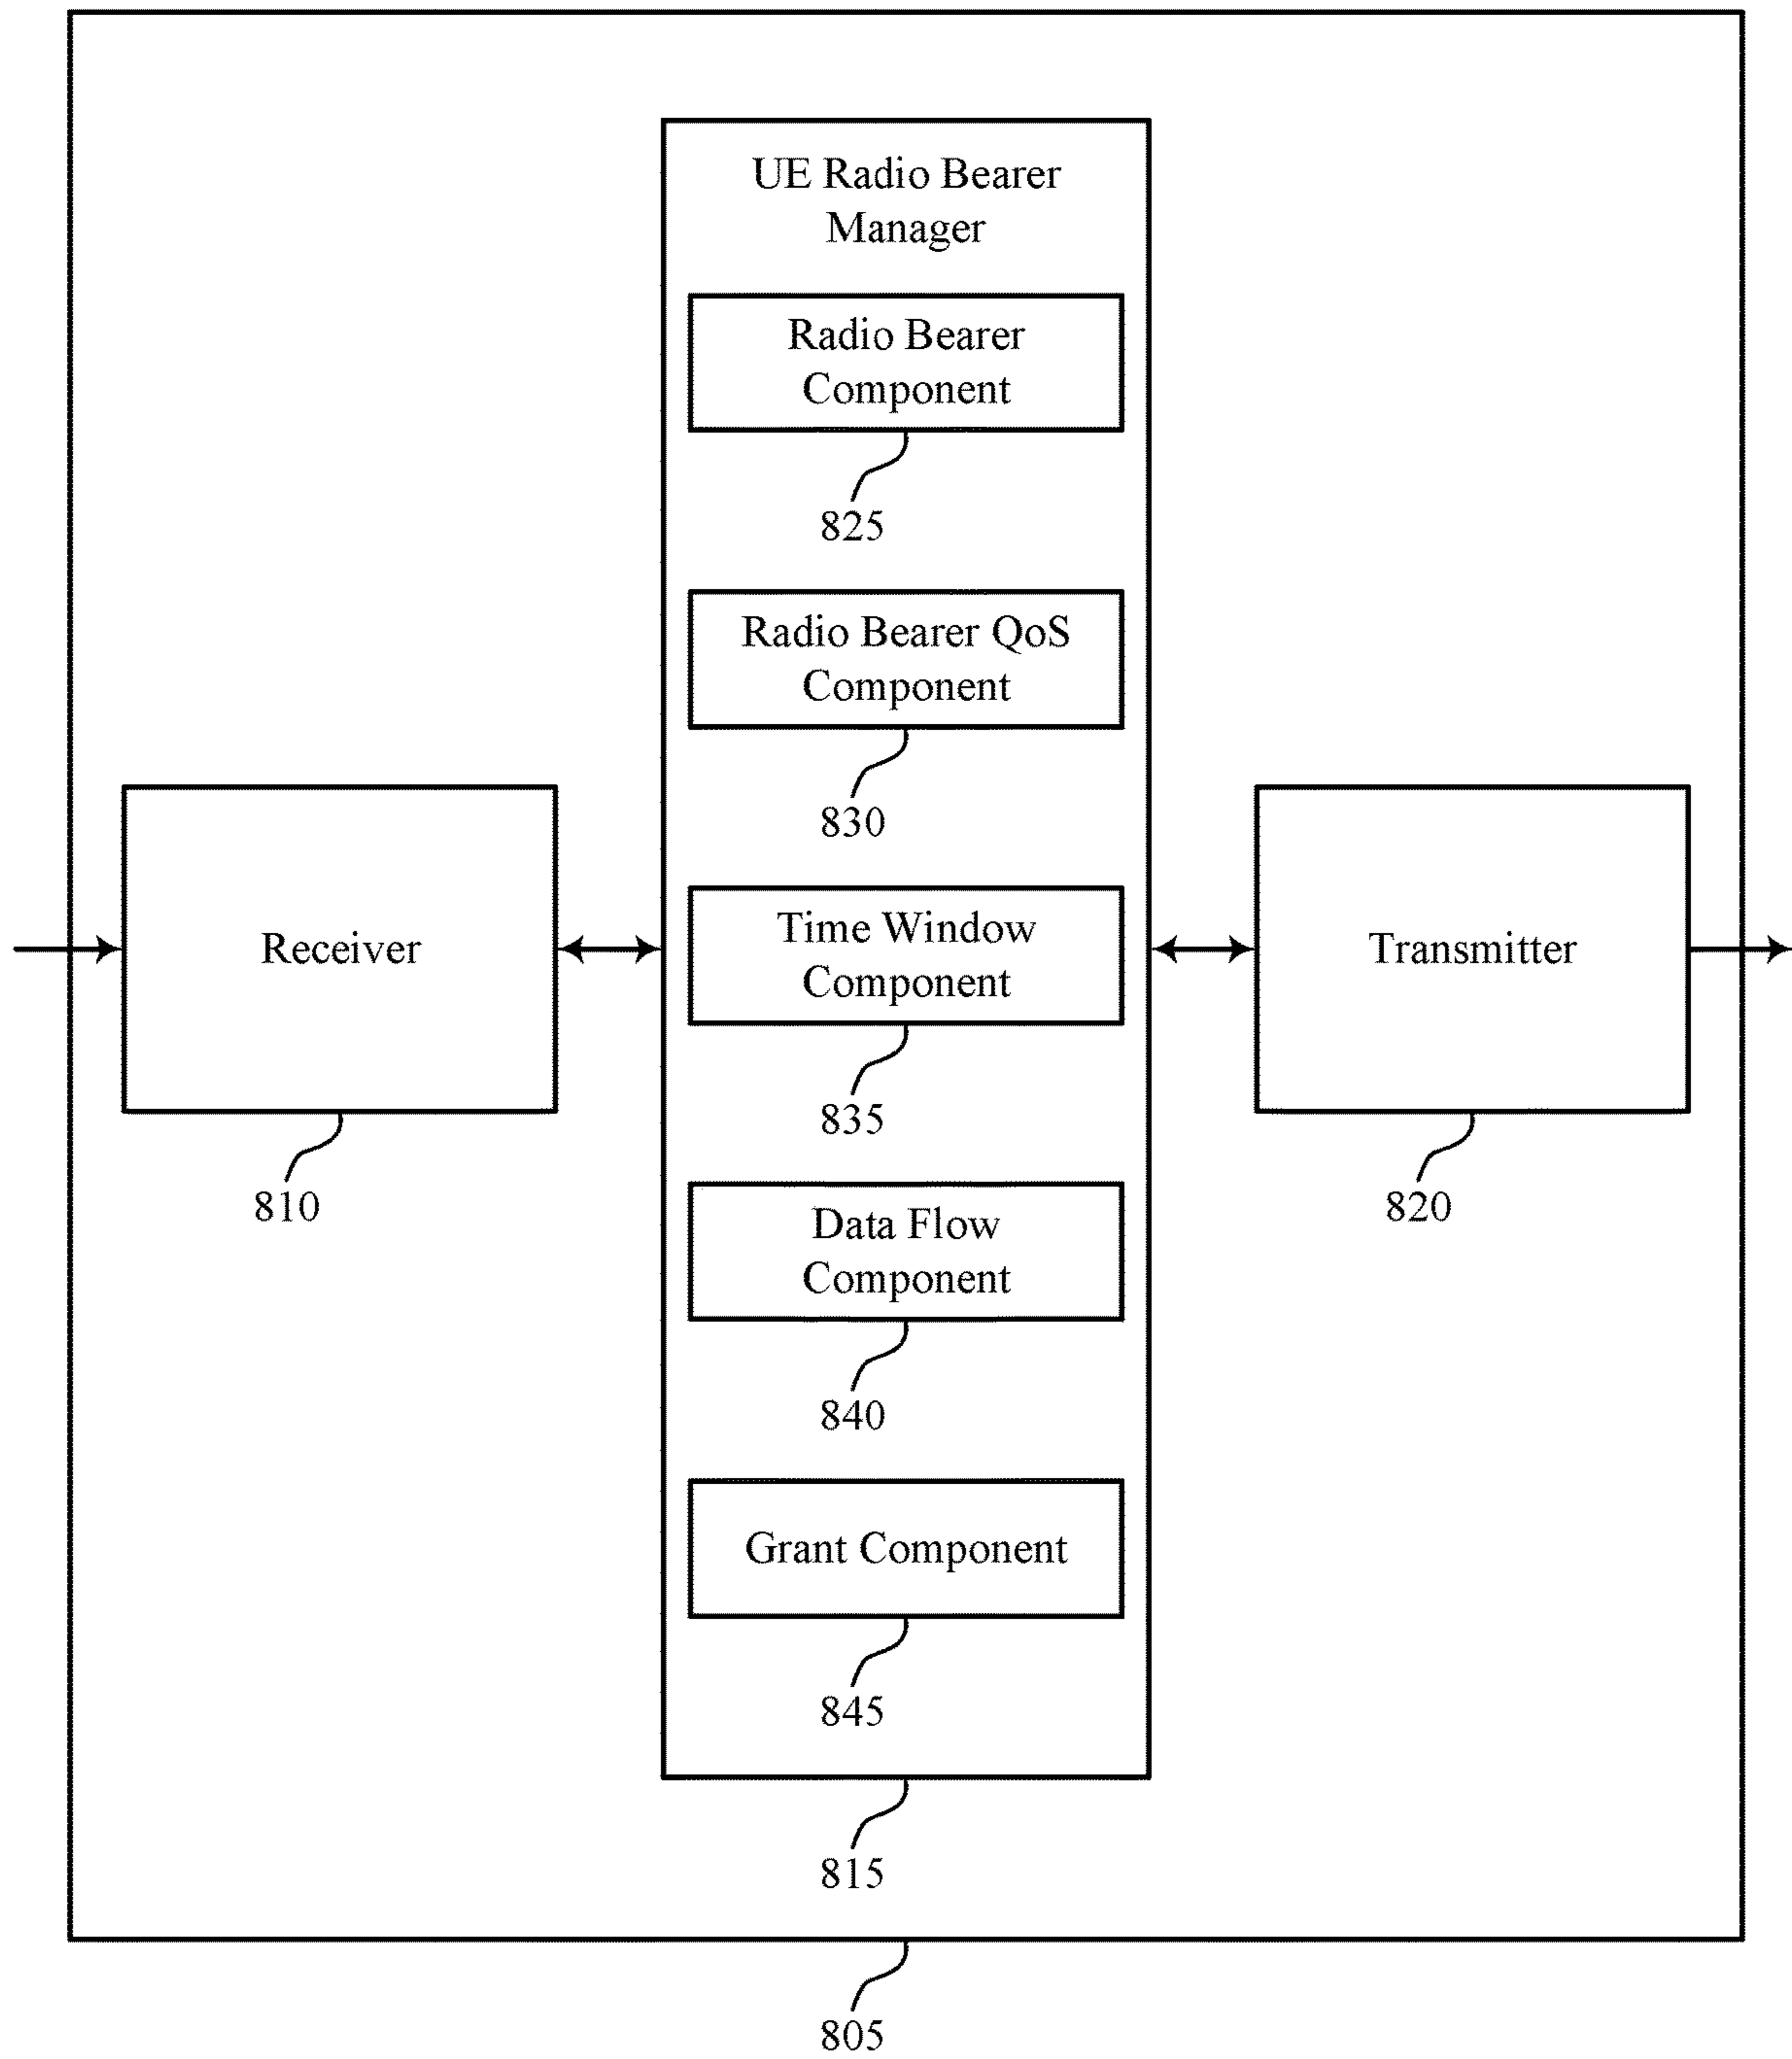 UE Radio Bearer
Manager
Radio Bearer
Component
825
Radio Bearer QoS
Component
830
Receiver
810
Time Window
Component
835
Transmitter
820
Data Flow
Component
840
Grant Component
845
815
805